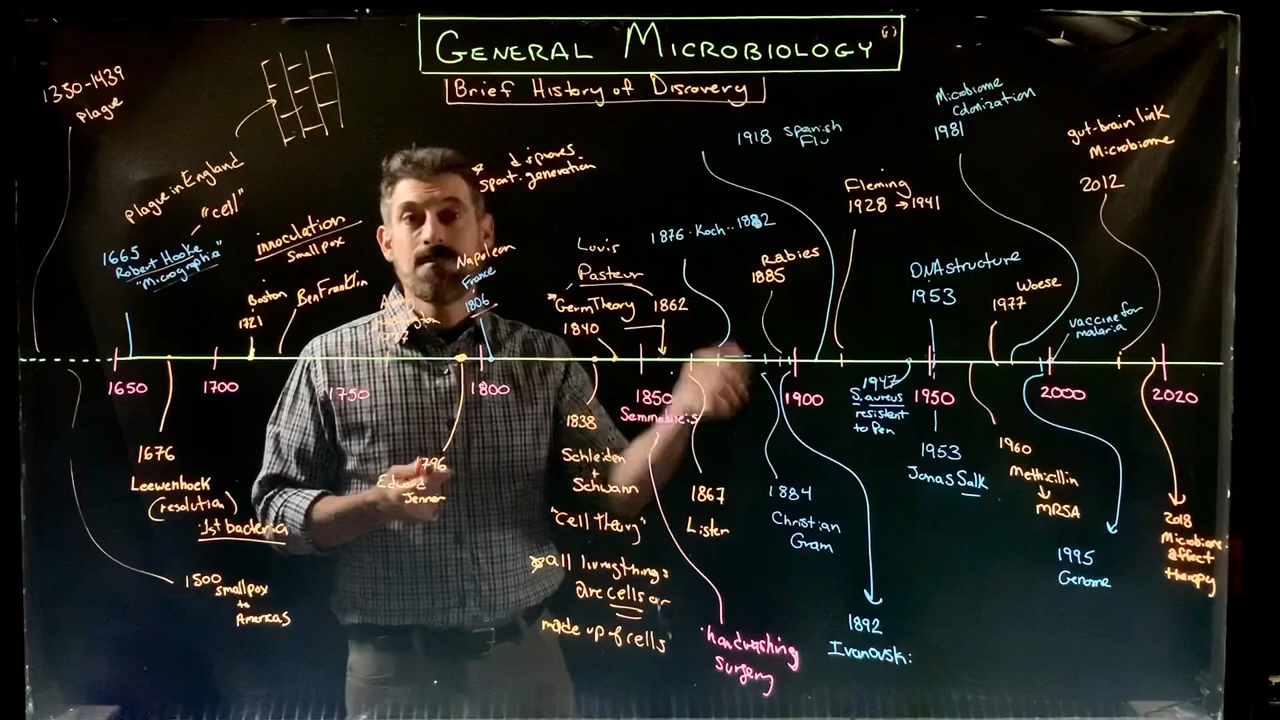 GENERAL MICROBIOLOGY (1)
Brief History of Discovery
1350-1439
plague
plague in England
"cell"
1665
Robert Hooke
"Micrographia"
innoculation
Smallpox
Boston
1721
Ben Franklin
disproves
spont. generation
Napoleon
France
1806
Louis
Pasteur
*Germ Theory
1840
1862
1876 - Koch - 1882
1918 Spanish
Flu
Rabies
1885
Fleming
1928 → 1941
Microbiome
Colonization
1981
DNA structure
1953
Woese
1977
vaccine for
malaria
gut-brain link
Microbiome
2012
1650
1700
1750
1800
1850
1900
1950
2000
2020
1676
Leewenhoek
(resolution)
1st bacteria
1500
smallpox
to
Americas
1796
Edward
Jenner
1838
Schleiden
+
Schwann
"Cell Theory"
*all living things
are cells or
made up of cells
Semmelweis
handwashing
surgery
1867
Lister
1884
Christian
Gram
1892
Ivanovski
1947
S. aureus
resistent
to Pen
1953
Jonas Salk
1960
Methicillin
↓
MRSA
1995
Genome
2018
Microbiome
affect
therapy